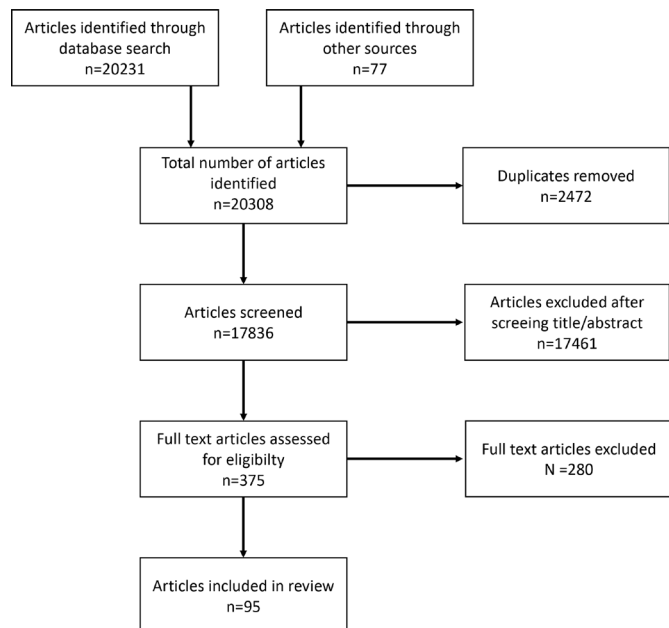 Articles identified through
database search
n=20231
Articles identified through
other sources
n=77
Total number of articles
identified
n=20308
Duplicates removed
n=2472
Articles screened
n=17836
Articles excluded after
screeing title/abstract
n=17461
Full text articles assessed
for eligibilty
n=375
Full text articles excluded
N =280
Articles included in review
n=95